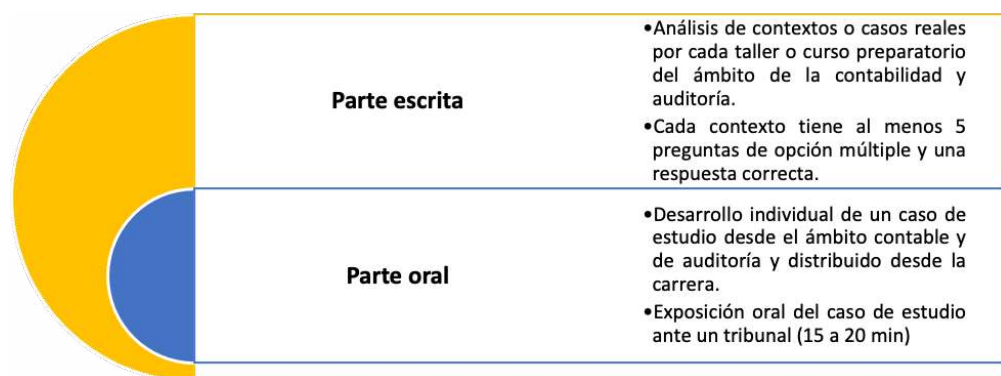 Parte escrita
•Análisis de contextos o casos reales
por cada taller o curso preparatorio
del ámbito de la contabilidad y
auditoría.
•Cada contexto tiene al menos 5
preguntas de opción múltiple y una
respuesta correcta.
Parte oral
•Desarrollo individual de un caso de
estudio desde el ámbito contable y
de auditoría y distribuido desde la
carrera.
•Exposición oral del caso de estudio
ante un tribunal (15 a 20 min)